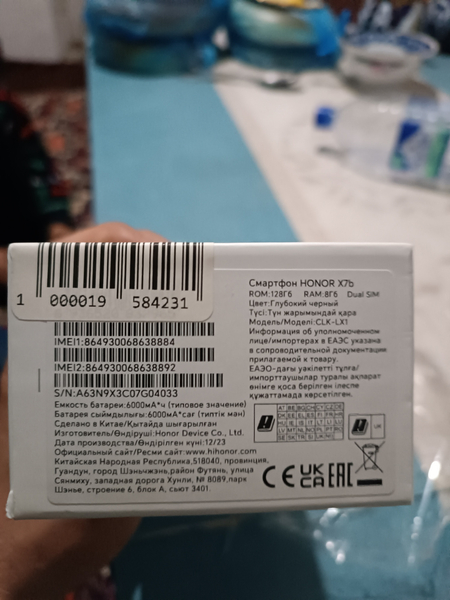 1 000019 584231
IMEI1:864930068638884
IMEI2:864930068638892
S/N:A63N9X3C07G04033
Емкость батареи:6000мА*ч (типовое значение)
Батарея сыймдылығы:6000мА*сағ (типтік мән)
Сделано в Китае/Қытайда шығарылған
Изготовитель/Өндіруші:Honor Device Co., Ltd.
Дата производства/Өндірілген күні:12/23
Официальный сайт/Ресми сайт:www.hihonor.com
Китайская Народная Республика,518040, провинция,
Гуандун, город Шэньчжэнь,район Футянь, улица
Сянмиху, западная дорога Хунли, № 8089,парк
Шэнье, строение 6, блок А, сьют 3401.
Смартфон HONOR X7b
ROM:128Гб RAM:8Гб Dual SIM
Цвет:Глубокий черный
Түсі:Түн жарымындай қара
Модель/Моделі:CLK-LX1
Информация об уполномоченном
лице/импортерах в ЕАЭС указана
в сопроводительной документации
прилагаемой к товару.
ЕАЭО-дағы уәкілетті тұлға/
импорттаушылар туралы ақпарат
өнімге қоса берілген ілеспе
құжаттамада көрсетілген.
CE UKCA EAC